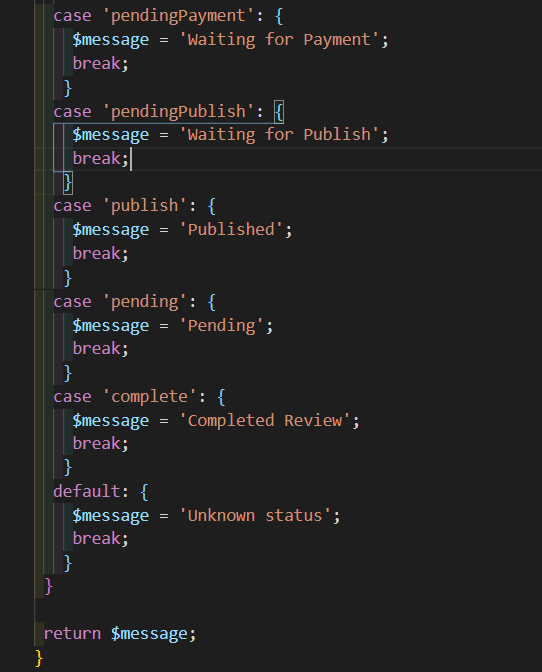 case 'pendingPayment': {
$message = 'Waiting for Payment';
break;
}
case 'pendingPublish': {
$message = 'Waiting for Publish';
break;
}
case 'publish': {
$message = 'Published';
break;
}
case 'pending': {
$message = 'Pending';
break;
}
case 'complete': {
$message = 'Completed Review';
break;
}
default: {
$message = 'Unknown status';
break;
}
}
return $message;
}